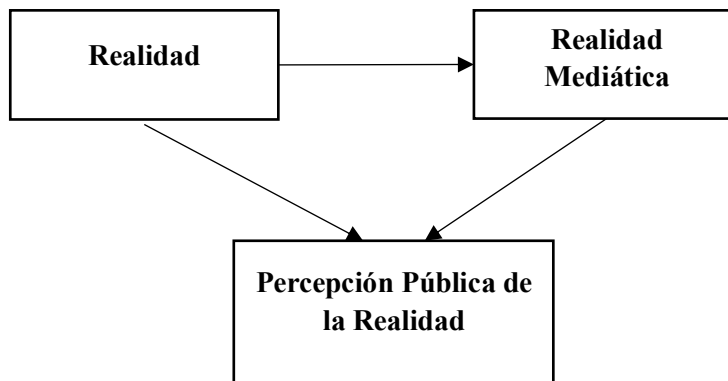 Realidad
Realidad
Mediática
Percepción Pública de
la Realidad